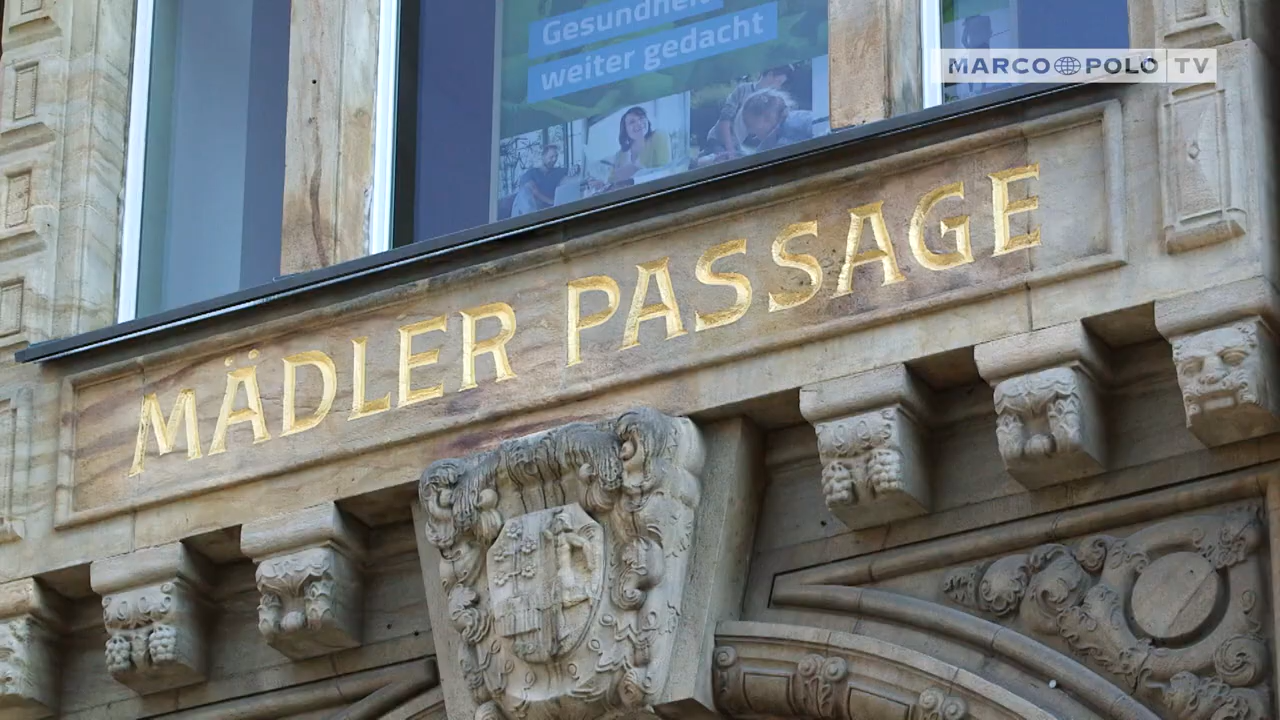 Gesundheit
weiter gedacht
MARCO POLO TV
MÄDLER PASSAGE